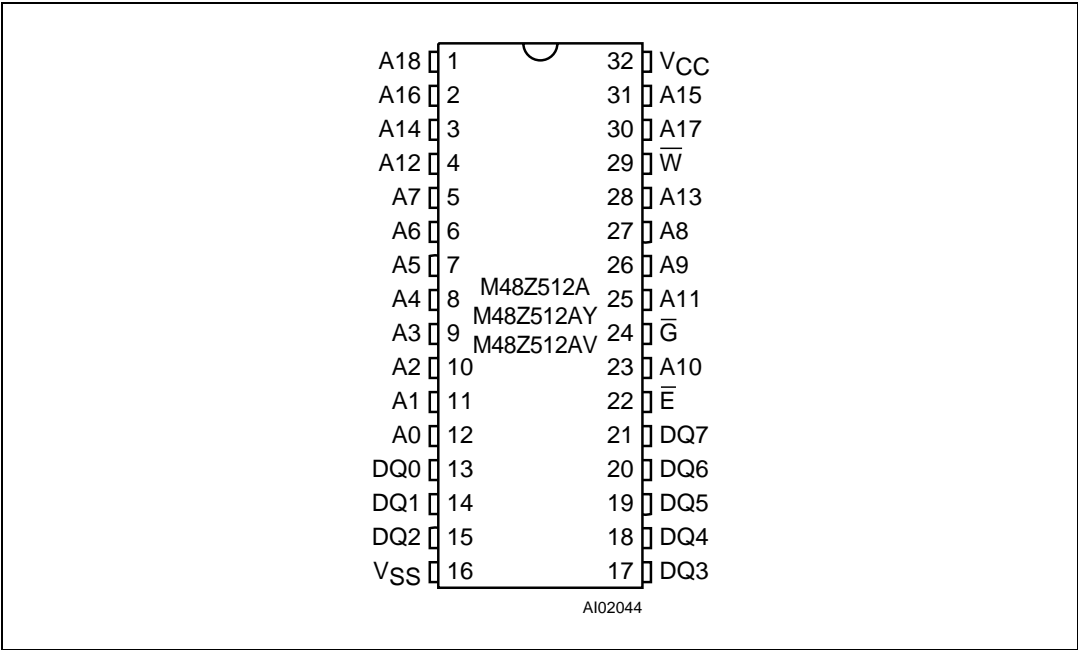 A18 1 32 VCC
A16 2 31 A15
A14 3 30 A17
A12 4 29 W̅
A7 5 28 A13
A6 6 27 A8
A5 7 26 A9
A4 8 M48Z512A 25 A11
M48Z512AY
A3 9 24 G̅
M48Z512AV
A2 10 23 A10
A1 11 22 E̅
A0 12 21 DQ7
DQ0 13 20 DQ6
DQ1 14 19 DQ5
DQ2 15 18 DQ4
VSS 16 17 DQ3
AI02044